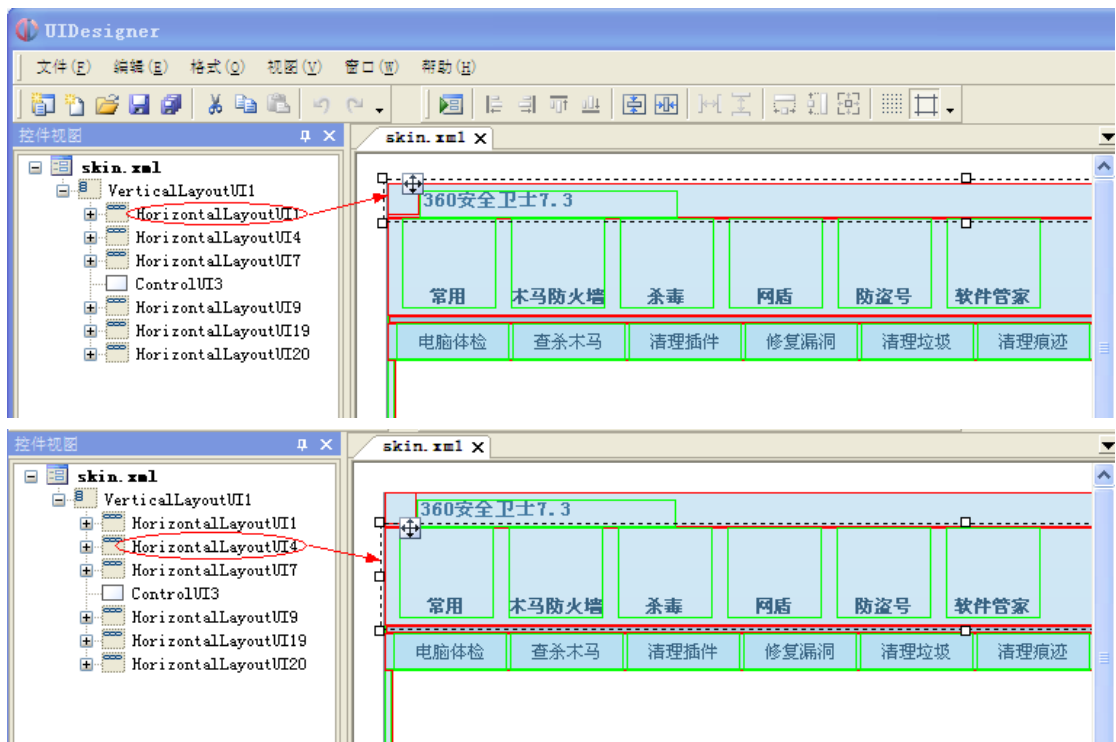 UIDesigner
文件(F) 编辑(E) 格式(O) 视图(V) 窗口(W) 帮助(H)
控件视图
skin.xml
skin.xml
VerticalLayoutUI1
HorizontalLayoutUI1
HorizontalLayoutUI4
HorizontalLayoutUI7
ControlUI3
HorizontalLayoutUI9
HorizontalLayoutUI19
HorizontalLayoutUI20
360安全卫士7.3
常用 木马防火墙 杀毒 网盾 防盗号 软件管家
电脑体检 查杀木马 清理插件 修复漏洞 清理垃圾 清理痕迹
控件视图
skin.xml
skin.xml
VerticalLayoutUI1
HorizontalLayoutUI1
HorizontalLayoutUI4
HorizontalLayoutUI7
ControlUI3
HorizontalLayoutUI9
HorizontalLayoutUI19
HorizontalLayoutUI20
360安全卫士7.3
常用 木马防火墙 杀毒 网盾 防盗号 软件管家
电脑体检 查杀木马 清理插件 修复漏洞 清理垃圾 清理痕迹